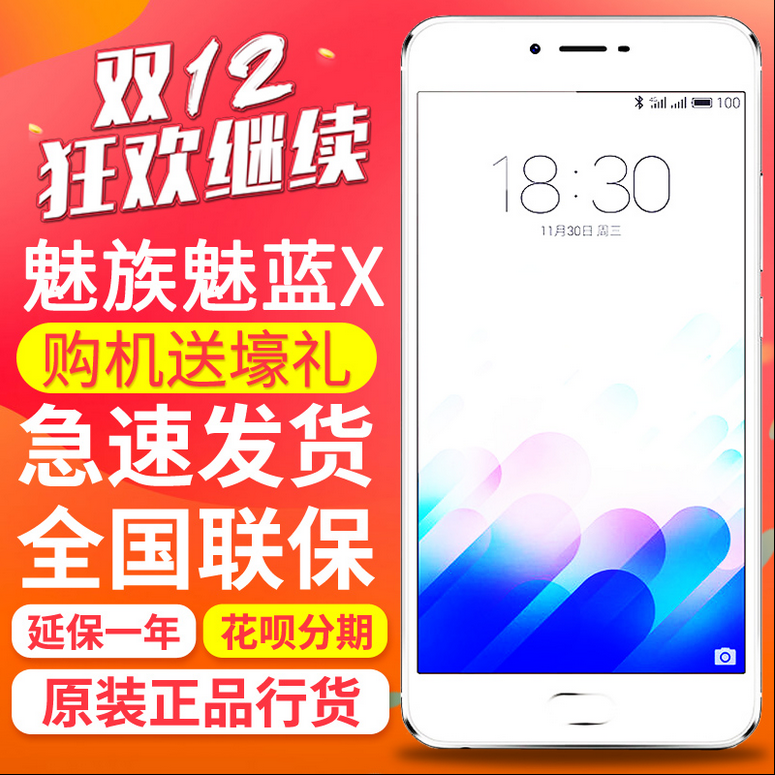 双12
狂欢继续
魅族魅蓝X
购机送壕礼
急速发货
全国联保
延保一年
花呗分期
原装正品行货
4G
100
18:30
11月30日 周三